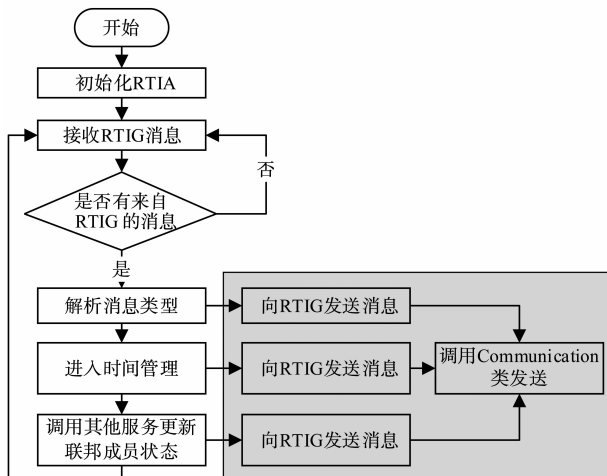 开始
初始化RTIA
接收RTIG消息
否
是否有来自
RTIG的消息
是
解析消息类型
向RTIG发送消息
进入时间管理
向RTIG发送消息
调用Communication
类发送
调用其他服务更新
联邦成员状态
向RTIG发送消息